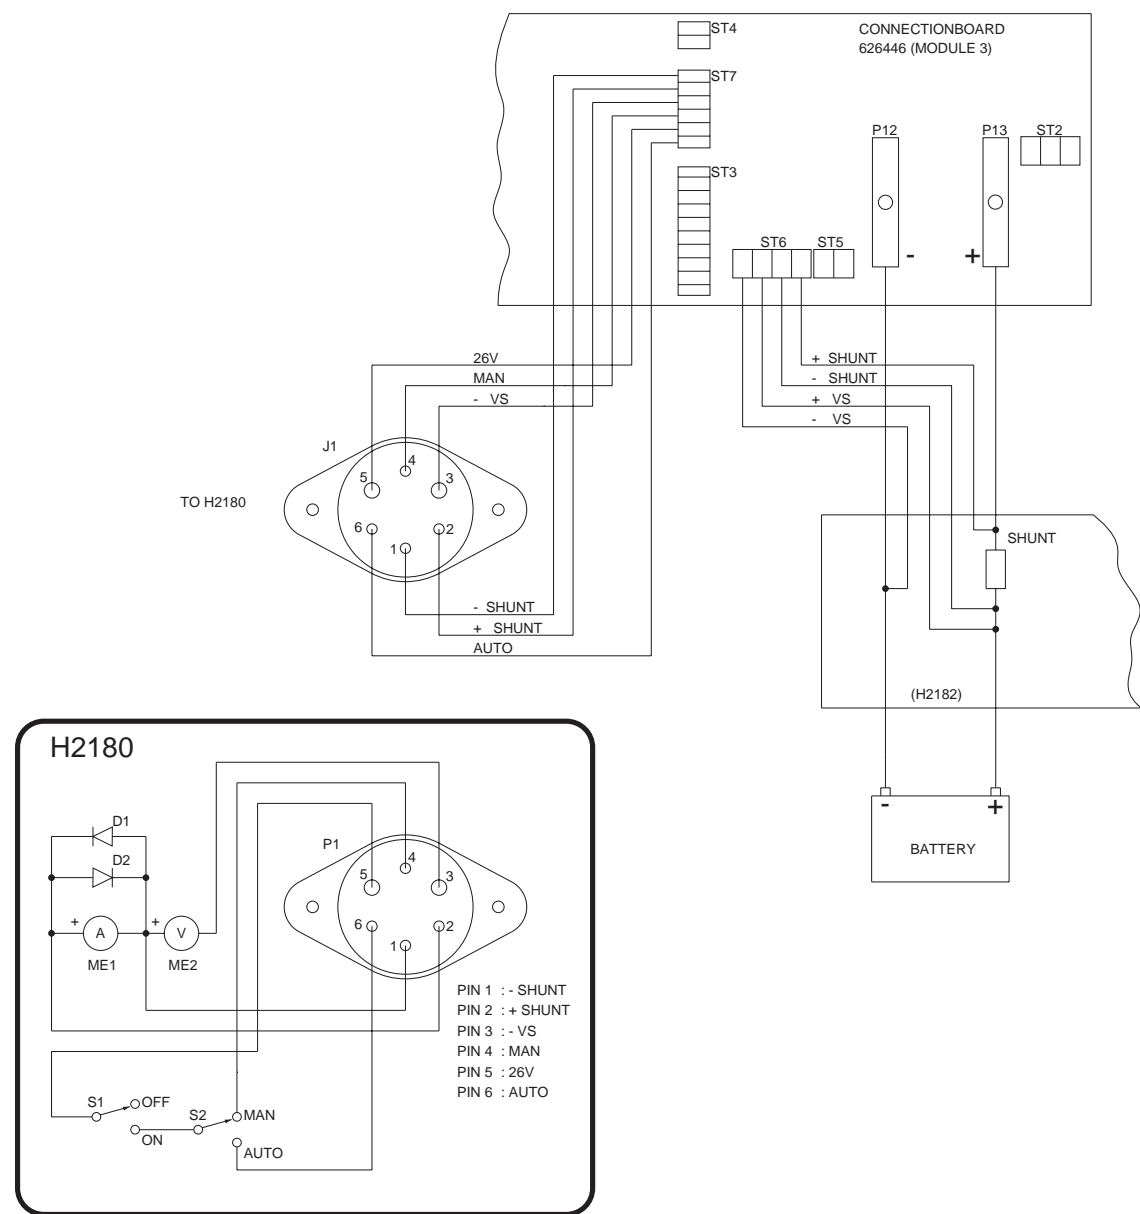 ST4
CONNECTIONBOARD
626446 (MODULE 3)
ST7
P12
P13
ST2
ST3
ST6
ST5
-
+
26V
MAN
- VS
+ SHUNT
- SHUNT
+ VS
- VS
J1
4
5
3
6
2
1
TO H2180
SHUNT
- SHUNT
+ SHUNT
AUTO
(H2182)
-
+
BATTERY
H2180
D1
D2
P1
4
5
3
6
2
1
+
A
+
V
ME1
ME2
PIN 1 : - SHUNT
PIN 2 : + SHUNT
PIN 3 : - VS
PIN 4 : MAN
PIN 5 : 26V
PIN 6 : AUTO
S1
OFF
S2
MAN
ON
AUTO